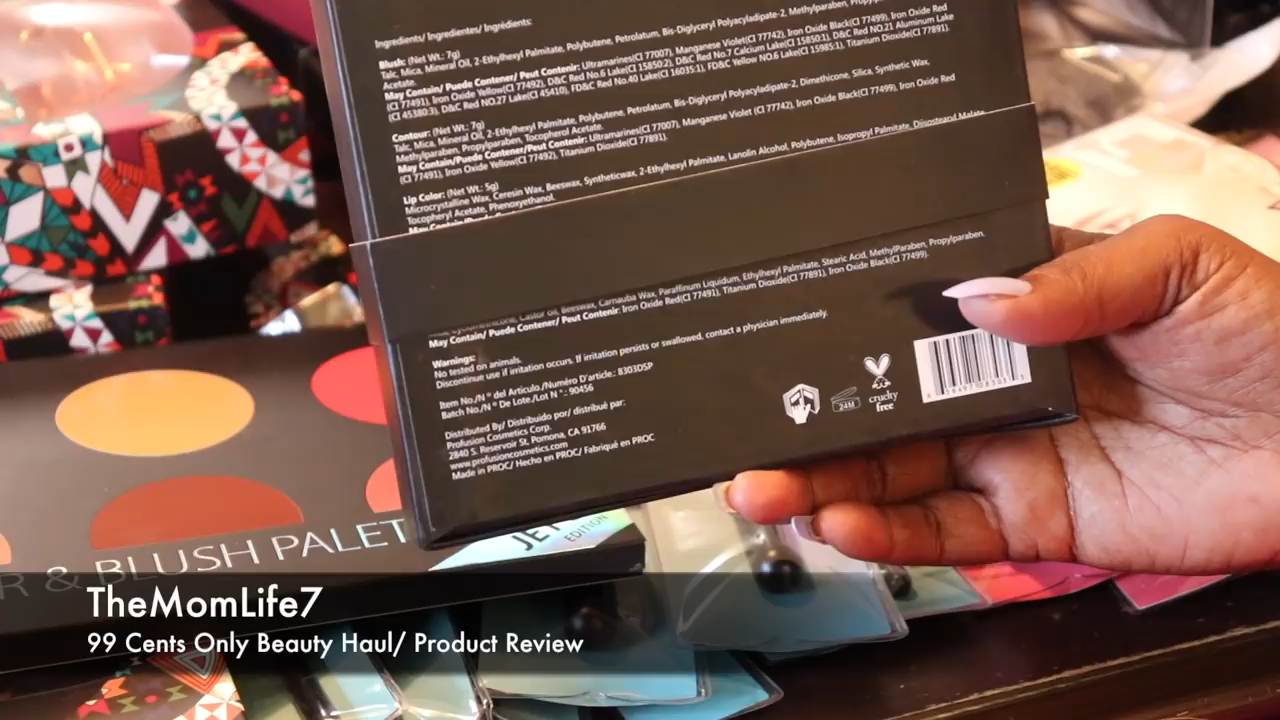 Ingredients/ Ingredientes/ Ingrédients:
Blush: (Net Wt.: 7g)
Talc, Mica, Mineral Oil, 2-Ethylhexyl Palmitate, Polybutene, Petrolatum, Bis-Diglyceryl Polyacyladipate-2, Methylparaben,
Acetate.
May Contain/ Puede Contener/ Peut Contenir: Ultramarines(CI 77007), Manganese Violet(CI 77742), Iron Oxide Black(CI 77499), Iron Oxide Red
(CI 77491), Iron Oxide Yellow(CI 77492), D&C Red No.6 Lake(CI 15850:2), D&C Red No.7 Calcium Lake(CI 15850:1), D&C Red NO.21 Aluminum Lake
(CI 45380:3), D&C Red NO.27 Lake(CI 45410), FD&C Red No.40 Lake(CI 16035:1), FD&C Yellow NO.6 Lake(CI 15985:1), Titanium Dioxide(CI 77891).
Contour: (Net Wt.: 7g)
Talc, Mica, Mineral Oil, 2-Ethylhexyl Palmitate, Polybutene, Petrolatum, Bis-Diglyceryl Polyacyladipate-2, Dimethicone, Silica, Synthetic Wax,
Methylparaben, Propylparaben, Tocopherol Acetate.
May Contain/Puede Contener/Peut Contenir: Ultramarines(CI 77007), Manganese Violet (CI 77742), Iron Oxide Black(CI 77499), Iron Oxide Red
(CI 77491), Iron Oxide Yellow(CI 77492), Titanium Dioxide(CI 77891).
Lip Color: (Net Wt.: 5g)
Microcrystalline Wax, Ceresin Wax, Beeswax, Syntheticwax, 2-Ethylhexyl Palmitate, Lanolin Alcohol, Polybutene, Isopropyl Palmitate, Diisostearyl Malate,
Tocopheryl Acetate, Phenoxyethanol.
Castor oil, Beeswax, Carnauba Wax, Paraffinum Liquidum, Ethylhexyl Palmitate, Stearic Acid, MethylParaben, Propylparaben.
May Contain/ Puede Contener/ Peut Contenir: Iron Oxide Red(CI 77491), Titanium Dioxide(CI 77891), Iron Oxide Black(CI 77499).
Warnings:
No tested on animals.
Discontinue use if irritation occurs. If irritation persists or swallowed, contact a physician immediately.
Item No./N º del Articulo./Numéro D'article.: 8303DSP
Batch No./N º De Lote./Lot N º.: 90456
Distributed By/ Distribuido por/ distribué par:
Profusion Cosmetics Corp.
2840 S. Reservoir St. Pomona, CA 91766
www.profusioncosmetics.com
Made in PROC/ Hecho en PROC/ Fabriqué en PROC
24M
cruelty
free
R & BLUSH PALET
JET
EDITION
TheMomLife7
99 Cents Only Beauty Haul/ Product Review